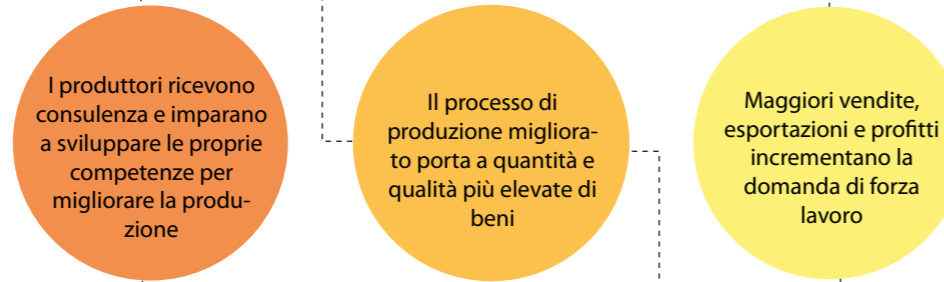 I produttori ricevono
consulenza e imparano
a sviluppare le proprie
competenze per
migliorare la produ-
zione
Il processo di
produzione migliora-
to porta a quantità e
qualità più elevate di
beni
Maggiori vendite,
esportazioni e profitti
incrementano la
domanda di forza
lavoro